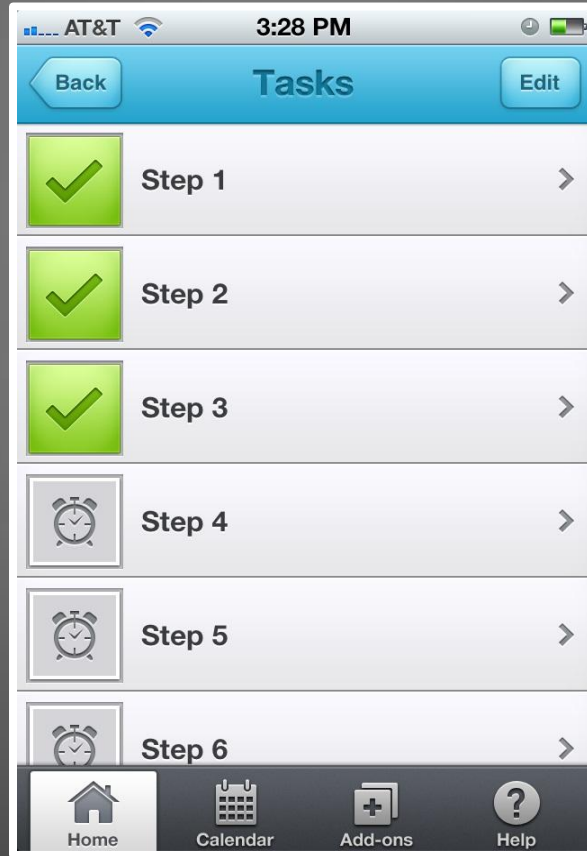 AT&T 3:28 PM
Back Tasks Edit
Step 1
Step 2
Step 3
Step 4
Step 5
Step 6
Home Calendar Add-ons Help